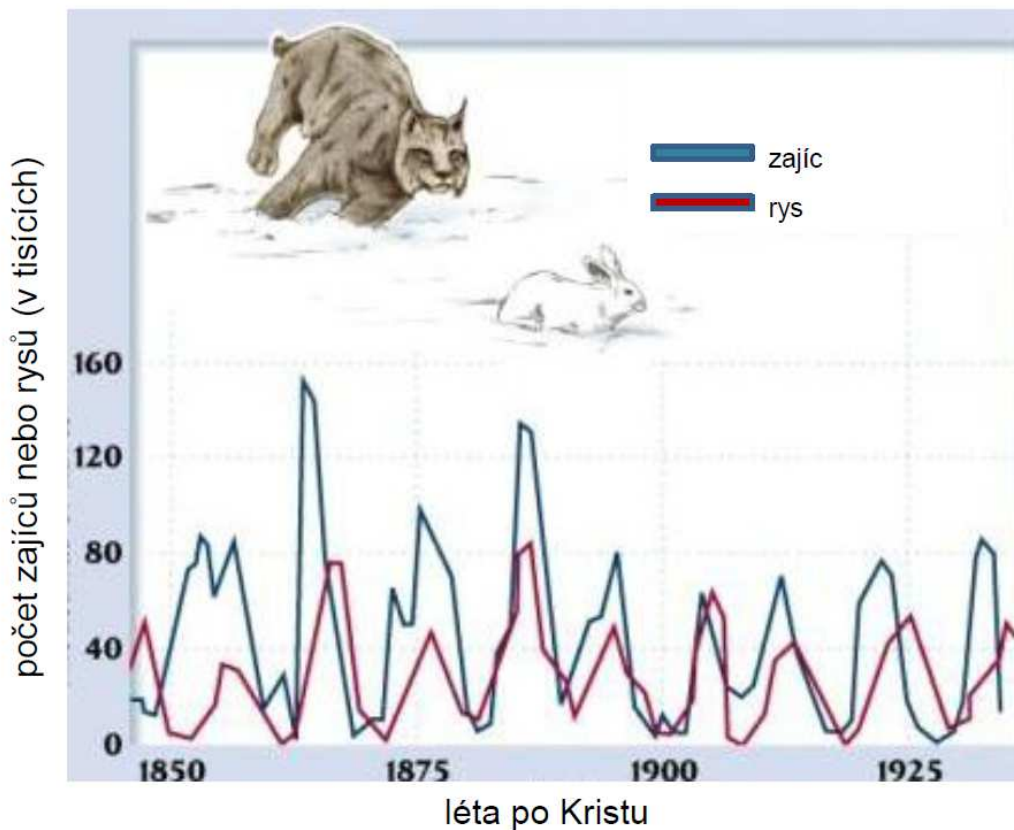 počet zajíců nebo rysů (v tisících)
zajíc
rys
160
120
80
40
0
1850
1875
1900
1925
léta po Kristu